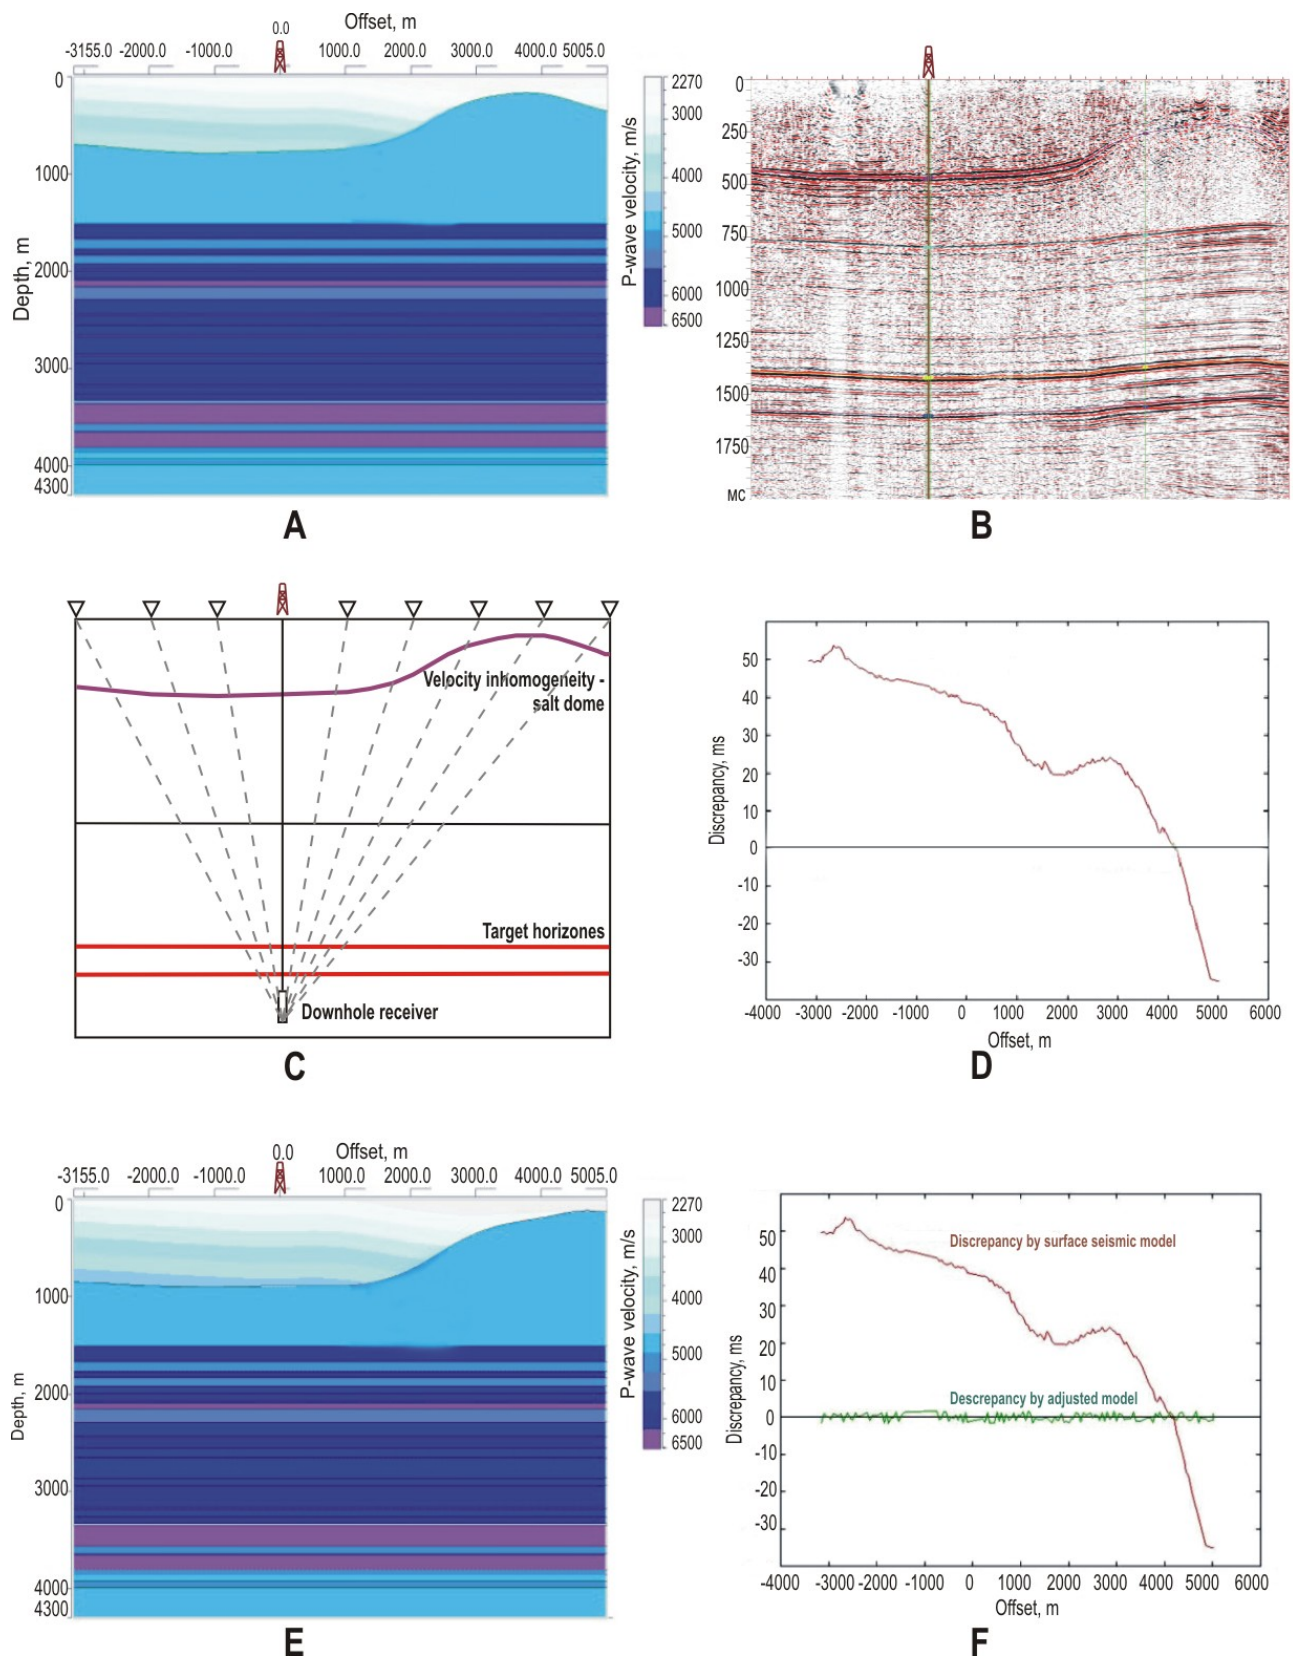 Offset, m
0.0
-3155.0 -2000.0 -1000.0 1000.0 2000.0 3000.0 4000.0 5005.0
0
1000
2000
3000
4000
4300
Depth, m
P-wave velocity, m/s
2270
3000
4000
5000
6000
6500
A
0
250
500
750
1000
1250
1500
1750
мс
B
Velocity inhomogeneity -
salt dome
Target horizones
Downhole receiver
C
Discrepancy, ms
50
40
30
20
10
0
-10
-20
-30
-4000 -3000 -2000 -1000 0 1000 2000 3000 4000 5000 6000
Offset, m
D
0.0 Offset, m
-3155.0 -2000.0 -1000.0 1000.0 2000.0 3000.0 4000.0 5005.0
0
1000
2000
3000
4000
4300
Depth, m
P-wave velocity, m/s
2270
3000
4000
5000
6000
6500
E
Discrepancy, ms
50
40
30
20
10
0
-10
-20
-30
Discrepancy by surface seismic model
Descrepancy by adjusted model
-4000 -3000 -2000 -1000 0 1000 2000 3000 4000 5000 6000
Offset, m
F